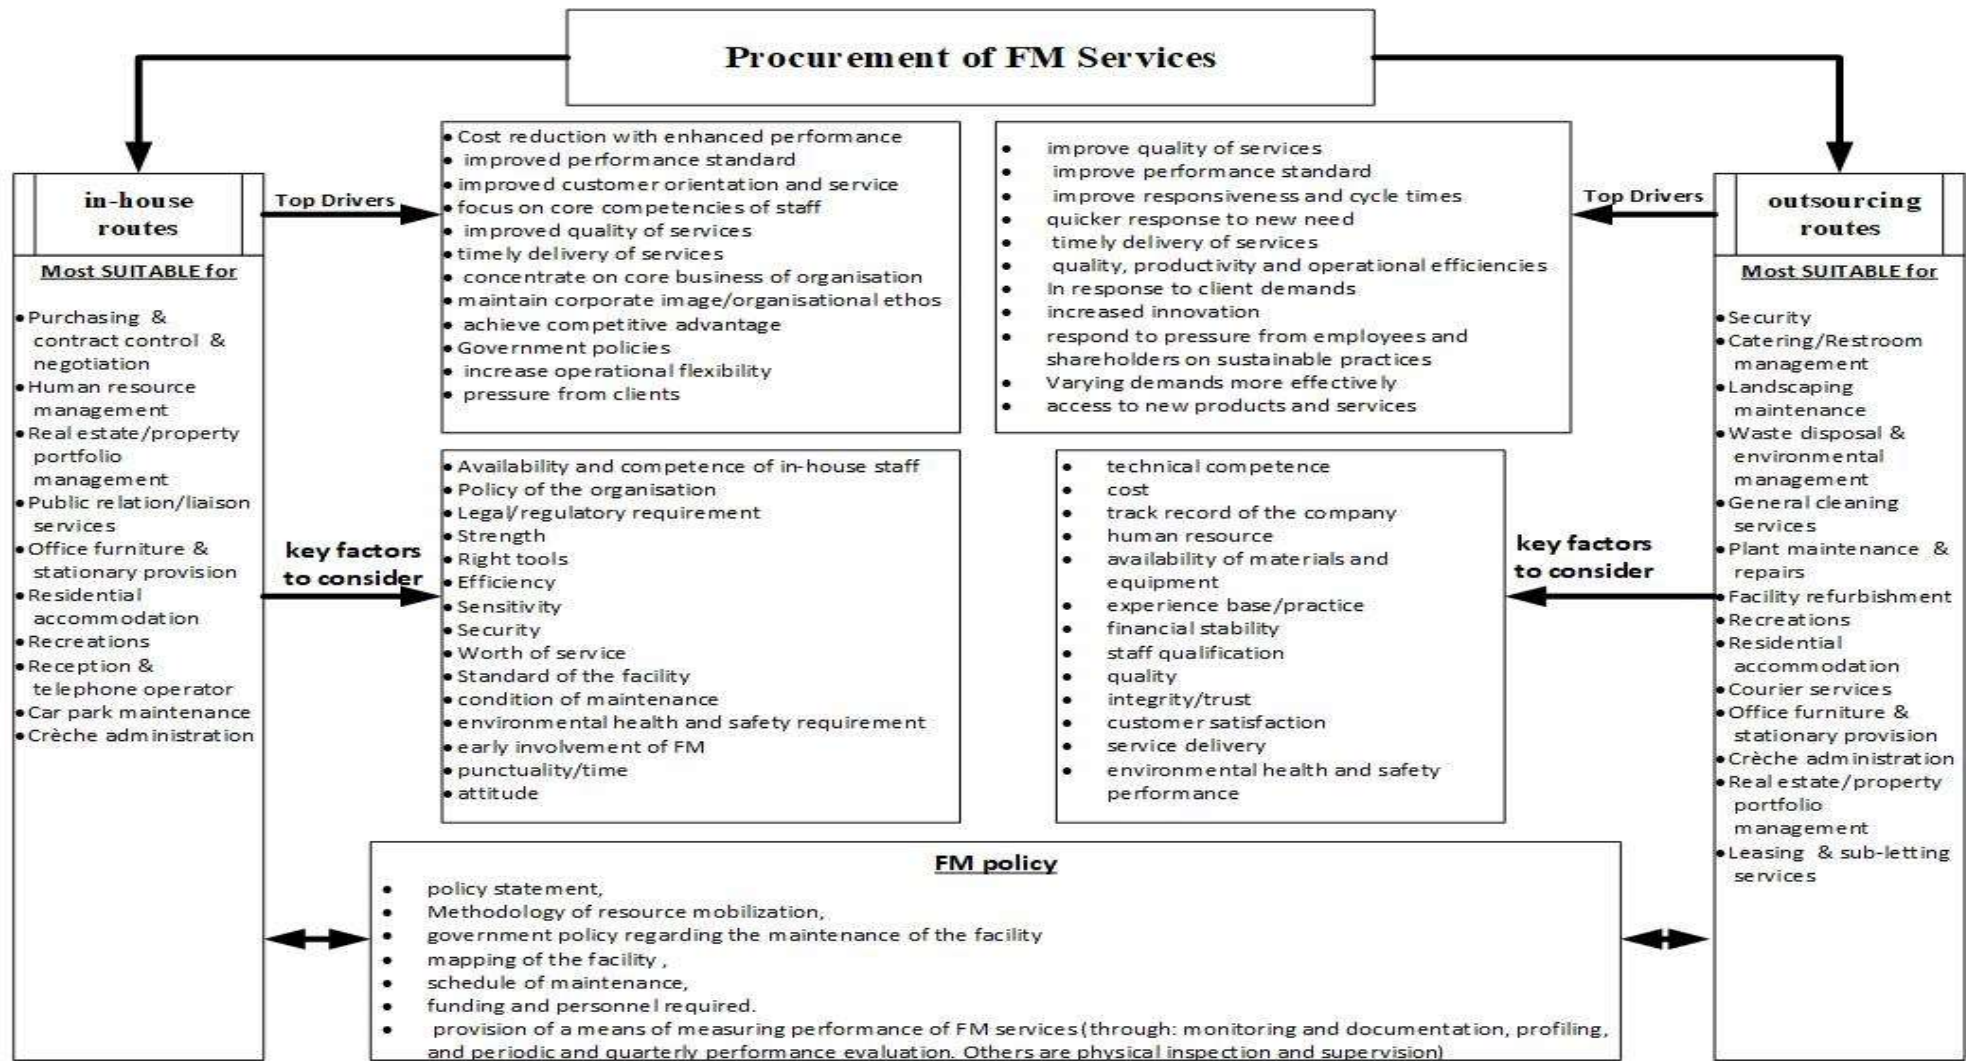 Procurement of FM Services
in-house
routes
Most SUITABLE for
•Purchasing &
contract control &
negotiation
•Human resource
management
•Real estate/property
portfolio
management
•Public relation/liaison
services
•Office furniture &
stationary provision
•Residential
accommodation
•Recreations
•Reception &
telephone operator
•Car park maintenance
•Crèche administration
Top Drivers
•Cost reduction with enhanced performance
• improved performance standard
•improved customer orientation and service
•focus on core competencies of staff
• improved quality of services
•timely delivery of services
• concentrate on core business of organisation
•maintain corporate image/organisational ethos
• achieve competitive advantage
•Government policies
• increase operational flexibility
• pressure from clients
key factors
to consider
•Availability and competence of in-house staff
•Policy of the organisation
•Legal/regulatory requirement
•Strength
•Right tools
•Efficiency
•Sensitivity
•Security
•Worth of service
•Standard of the facility
•condition of maintenance
•environmental health and safety requirement
•early involvement of FM
•punctuality/time
•attitude
• improve quality of services
• improve performance standard
• improve responsiveness and cycle times
• quicker response to new need
• timely delivery of services
• quality, productivity and operational efficiencies
• In response to client demands
• increased innovation
• respond to pressure from employees and
shareholders on sustainable practices
• Varying demands more effectively
• access to new products and services
Top Drivers
• technical competence
• cost
• track record of the company
• human resource
• availability of materials and
equipment
• experience base/practice
• financial stability
• staff qualification
• quality
• integrity/trust
• customer satisfaction
• service delivery
• environmental health and safety
performance
key factors
to consider
outsourcing
routes
Most SUITABLE for
•Security
•Catering/Restroom
management
•Landscaping
maintenance
•Waste disposal &
environmental
management
•General cleaning
services
•Plant maintenance &
repairs
•Facility refurbishment
•Recreations
•Residential
accommodation
•Courier services
•Office furniture &
stationary provision
•Crèche administration
•Real estate/property
portfolio
management
•Leasing & sub-letting
services
FM policy
• policy statement,
• Methodology of resource mobilization,
• government policy regarding the maintenance of the facility
• mapping of the facility ,
• schedule of maintenance,
• funding and personnel required.
• provision of a means of measuring performance of FM services (through: monitoring and documentation, profiling,
and periodic and quarterly performance evaluation. Others are physical inspection and supervision)